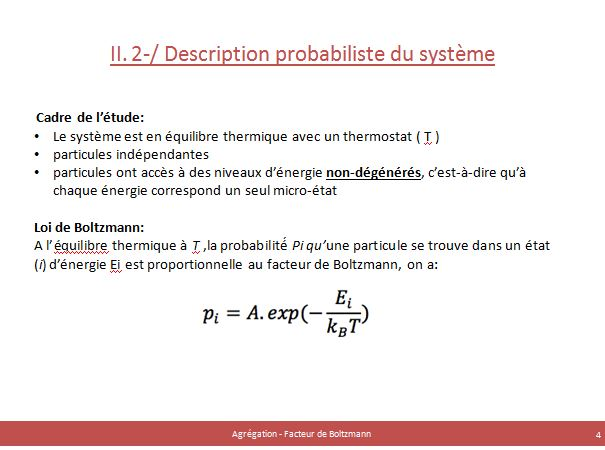 II. 2-/ Description probabiliste du système
Cadre de l'étude:
• Le système est en équilibre thermique avec un thermostat ( T )
• particules indépendantes
• particules ont accès à des niveaux d'énergie non-dégénérés, c'est-à-dire qu'à
chaque énergie correspond un seul micro-état
Loi de Boltzmann:
A l'équilibre thermique à T ,la probabilité Pi qu'une particule se trouve dans un état
(i) d'énergie Ei est proportionnelle au facteur de Boltzmann, on a:
p_i = A.exp(-E_i/k_BT)
Agrégation - Facteur de Boltzmann
4